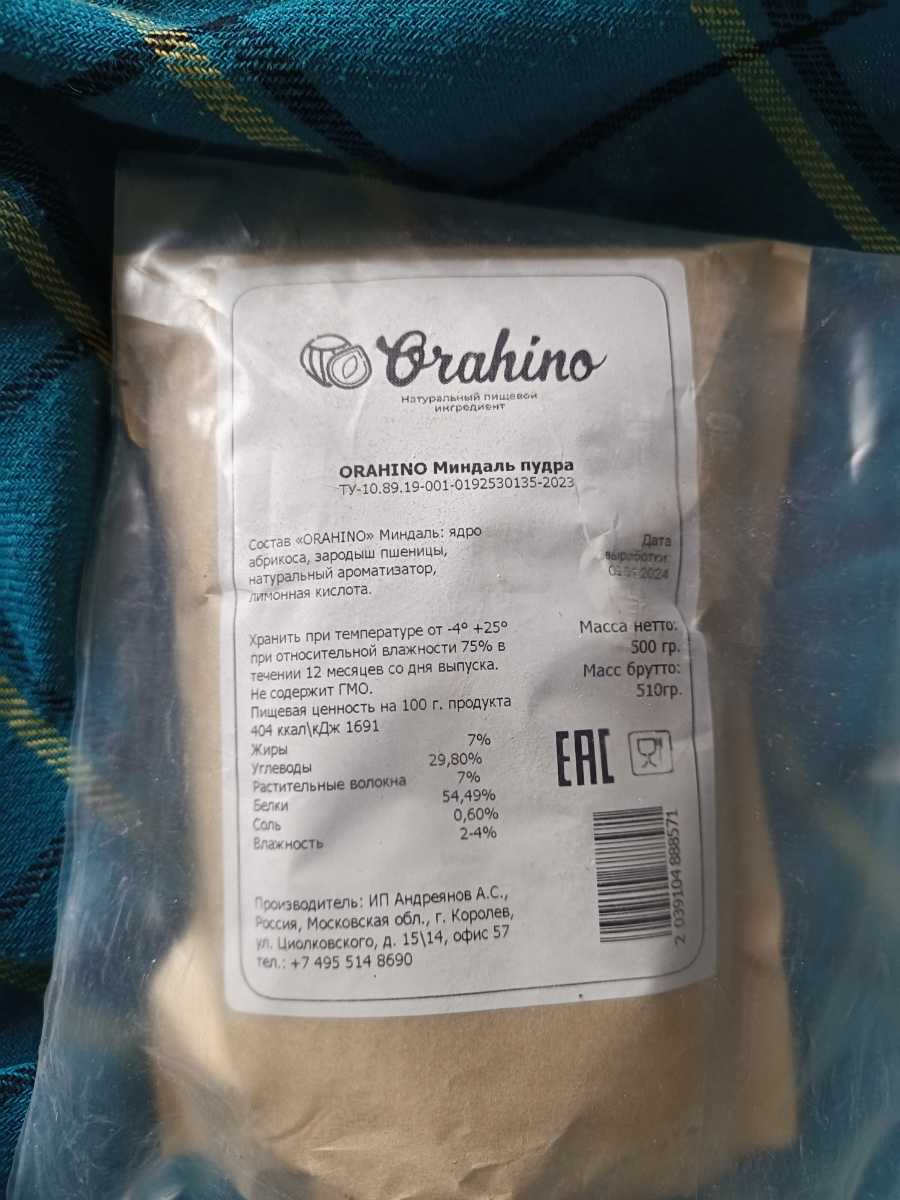 Orahino
Натуральный пищевой
ингредиент
ORAHINO Миндаль пудра
ТУ-10.89.19-001-0192530135-2023
Состав «ORAHINO» Миндаль: ядро
абрикоса, зародыш пшеницы,
натуральный ароматизатор,
лимонная кислота.
Дата
выработки:
2024
Хранить при температуре от -4° +25°
при относительной влажности 75% в
течении 12 месяцев со дня выпуска.
Не содержит ГМО.
Пищевая ценность на 100 г. продукта
404 ккал\кДж 1691
Жиры 7%
Углеводы 29,80%
Растительные волокна 7%
Белки 54,49%
Соль 0,60%
Влажность 2-4%
Масса нетто:
500 гр.
Масс брутто:
510гр.
EAC
2 039104 888571
Производитель: ИП Андреянов А.С.,
Россия, Московская обл., г. Королев,
ул. Циолковского, д. 15\14, офис 57
тел.: +7 495 514 8690